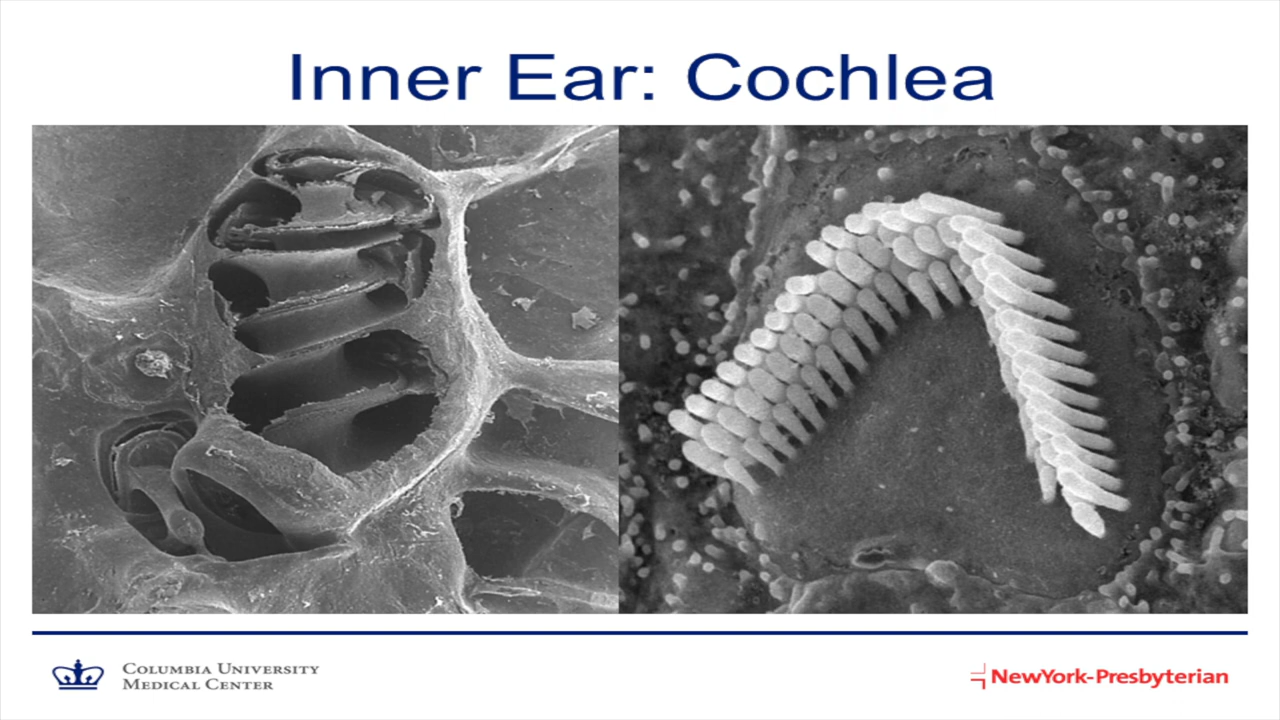 Inner Ear: Cochlea
COLUMBIA UNIVERSITY
MEDICAL CENTER
NewYork-Presbyterian